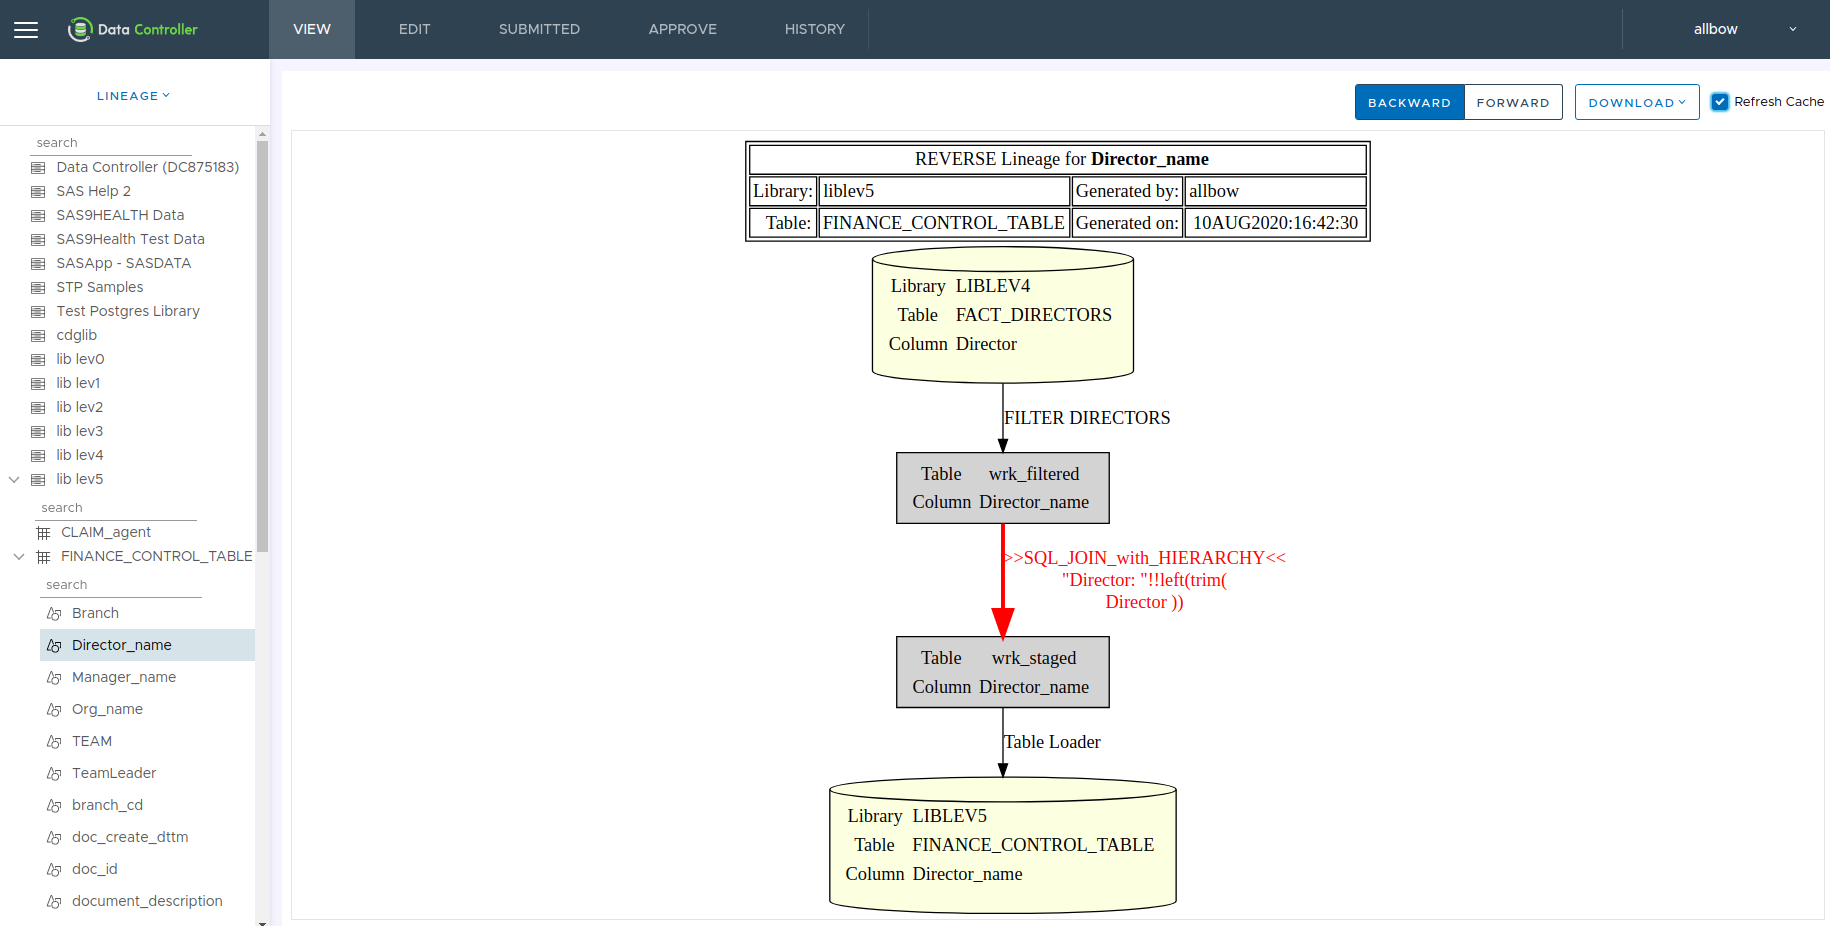 Data Controller
VIEW
EDIT
SUBMITTED
APPROVE
HISTORY
allbow
LINEAGE
BACKWARD
FORWARD
DOWNLOAD
Refresh Cache
search
Data Controller (DC875183)
SAS Help 2
SAS9HEALTH Data
SAS9Health Test Data
SASApp - SASDATA
STP Samples
Test Postgres Library
cdglib
lib lev0
lib lev1
lib lev2
lib lev3
lib lev4
lib lev5
search
CLAIM_agent
FINANCE_CONTROL_TABLE
search
Branch
Director_name
Manager_name
Org_name
TEAM
TeamLeader
branch_cd
doc_create_dttm
doc_id
document_description
REVERSE Lineage for Director_name
Library: liblev5 Generated by: allbow
Table: FINANCE_CONTROL_TABLE Generated on: 10AUG2020:16:42:30
Library LIBLEV4
Table FACT_DIRECTORS
Column Director
FILTER DIRECTORS
Table wrk_filtered
Column Director_name
>>SQL_JOIN_with_HIERARCHY<<
"Director: "!!left(trim(
Director ))
Table wrk_staged
Column Director_name
Table Loader
Library LIBLEV5
Table FINANCE_CONTROL_TABLE
Column Director_name